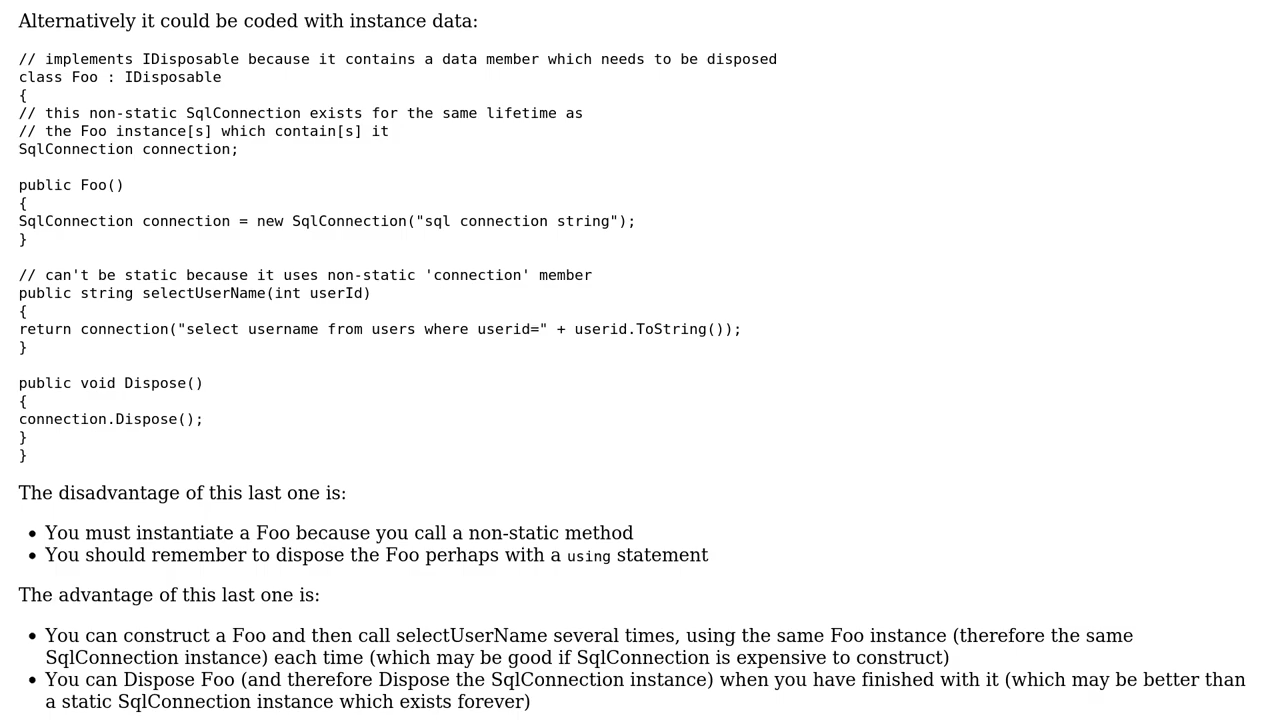 Alternatively it could be coded with instance data:
// implements IDisposable because it contains a data member which needs to be disposed
class Foo : IDisposable
{
// this non-static SqlConnection exists for the same lifetime as
// the Foo instance[s] which contain[s] it
SqlConnection connection;
public Foo()
{
SqlConnection connection = new SqlConnection("sql connection string");
}
// can't be static because it uses non-static 'connection' member
public string selectUserName(int userId)
{
return connection("select username from users where userid=" + userid.ToString());
}
public void Dispose()
{
connection.Dispose();
}
}
The disadvantage of this last one is:
• You must instantiate a Foo because you call a non-static method
• You should remember to dispose the Foo perhaps with a using statement
The advantage of this last one is:
• You can construct a Foo and then call selectUserName several times, using the same Foo instance (therefore the same
SqlConnection instance) each time (which may be good if SqlConnection is expensive to construct)
• You can Dispose Foo (and therefore Dispose the SqlConnection instance) when you have finished with it (which may be better than
a static SqlConnection instance which exists forever)